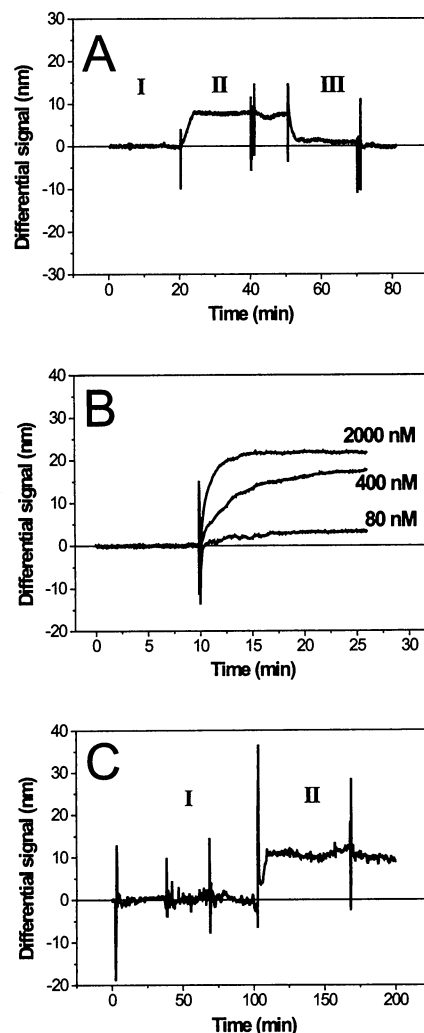 A
I
II
III
Differential signal (nm)
30
20
10
0
-10
-20
-30
0 20 40 60 80
Time (min)
B
2000 nM
400 nM
80 nM
Differential signal (nm)
40
30
20
10
0
-10
-20
0 5 10 15 20 25 30
Time (min)
C
I
II
Differential signal (nm)
40
30
20
10
0
-10
-20
0 50 100 150 200
Time (min)